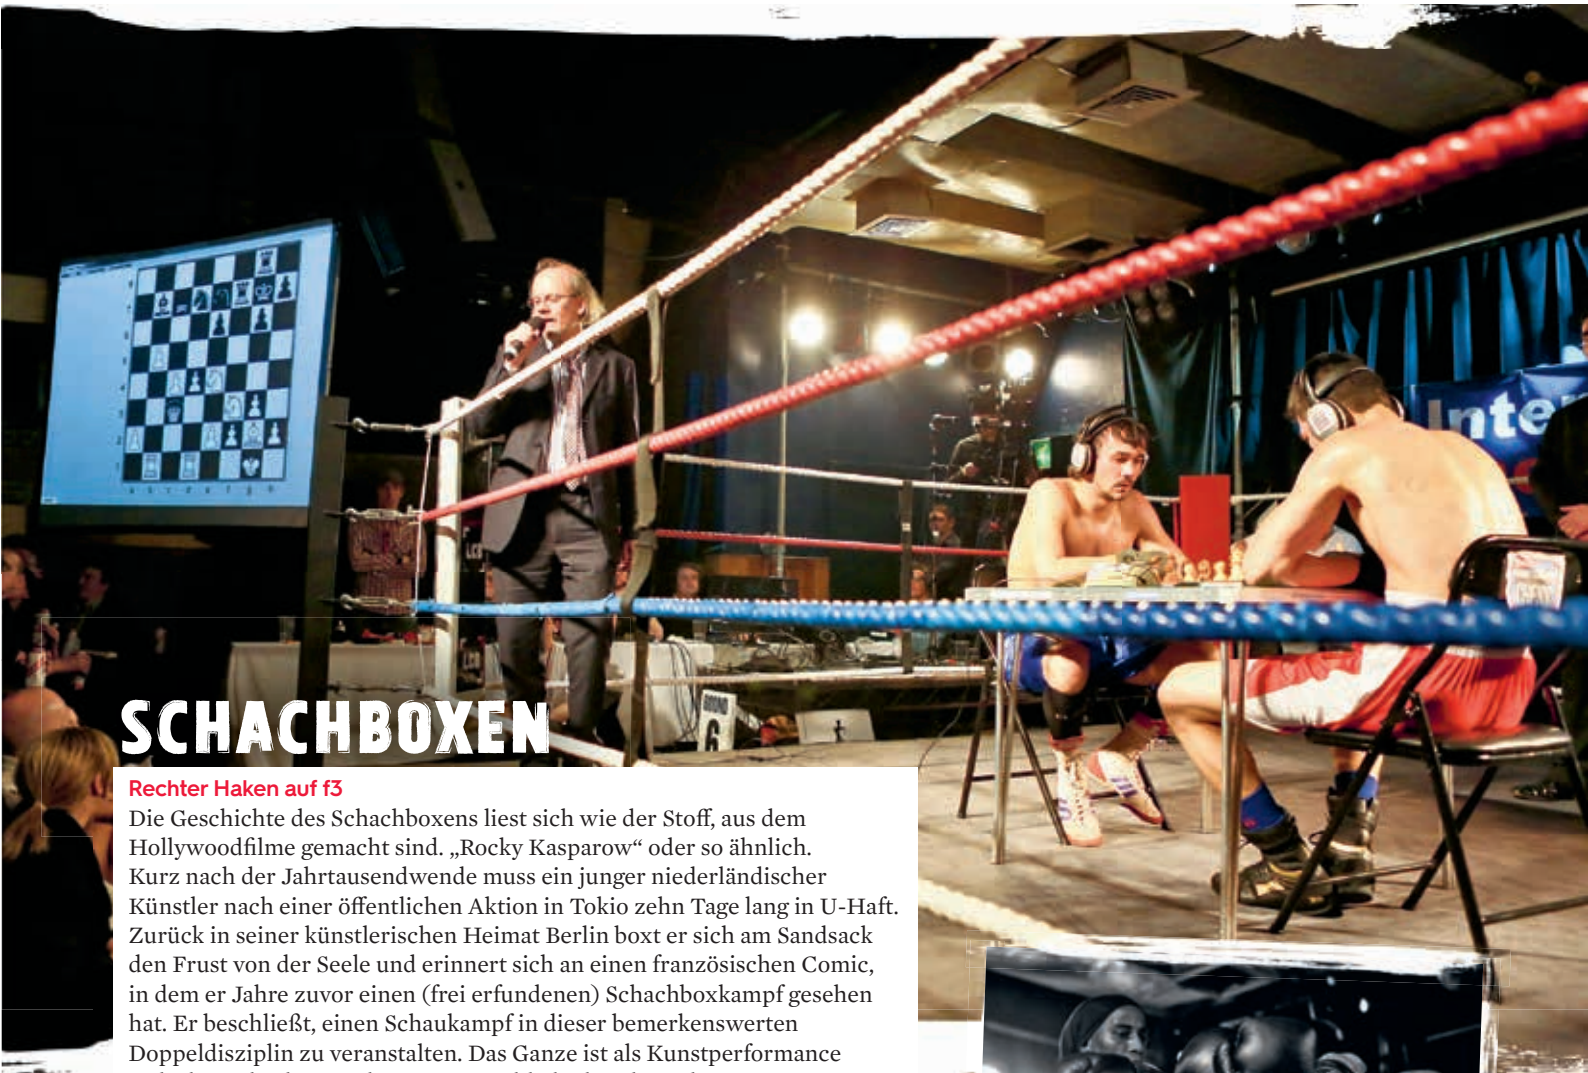 Inte
LCB
ROUND
6
SCHACHBOXEN
Rechter Haken auf f3
Die Geschichte des Schachboxens liest sich wie der Stoff, aus dem
Hollywoodfilme gemacht sind. „Rocky Kasparow“ oder so ähnlich.
Kurz nach der Jahrtausendwende muss ein junger niederländischer
Künstler nach einer öffentlichen Aktion in Tokio zehn Tage lang in U-Haft.
Zurück in seiner künstlerischen Heimat Berlin boxt er sich am Sandsack
den Frust von der Seele und erinnert sich an einen französischen Comic,
in dem er Jahre zuvor einen (frei erfundenen) Schachboxkampf gesehen
hat. Er beschließt, einen Schaukampf in dieser bemerkenswerten
Doppeldisziplin zu veranstalten. Das Ganze ist als Kunstperformance